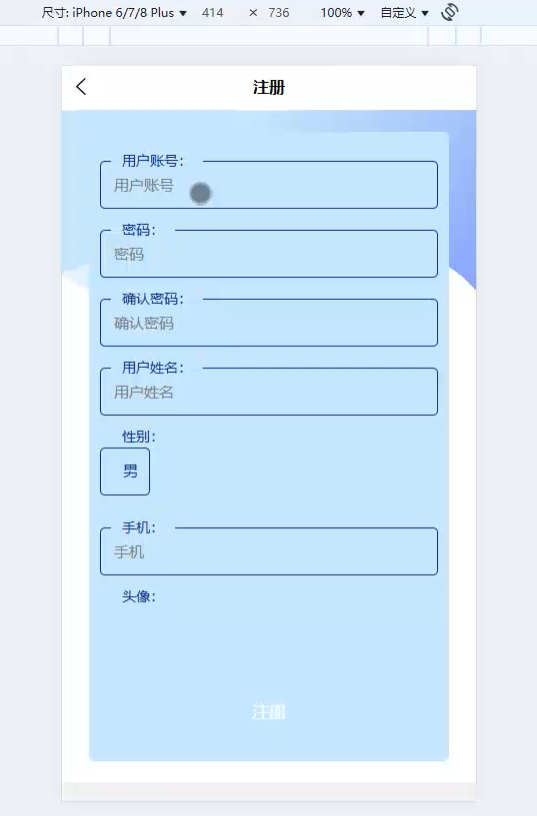 尺寸: iPhone 6/7/8 Plus ▼ 414 × 736 100% ▼ 自定义 ▼
注册
用户账号：
用户账号
密码：
密码
确认密码：
确认密码
用户姓名：
用户姓名
性别：
男
手机：
手机
头像：
注册